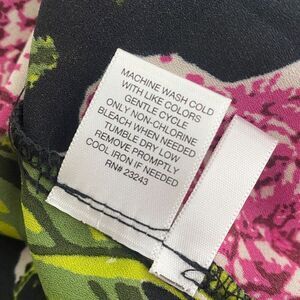 MACHINE WASH COLD
WITH LIKE COLORS
GENTLE CYCLE
ONLY NON-CHLORINE
BLEACH WHEN NEEDED
TUMBLE DRY LOW
REMOVE PROMPTLY
COOL IRON IF NEEDED
RN# 23243